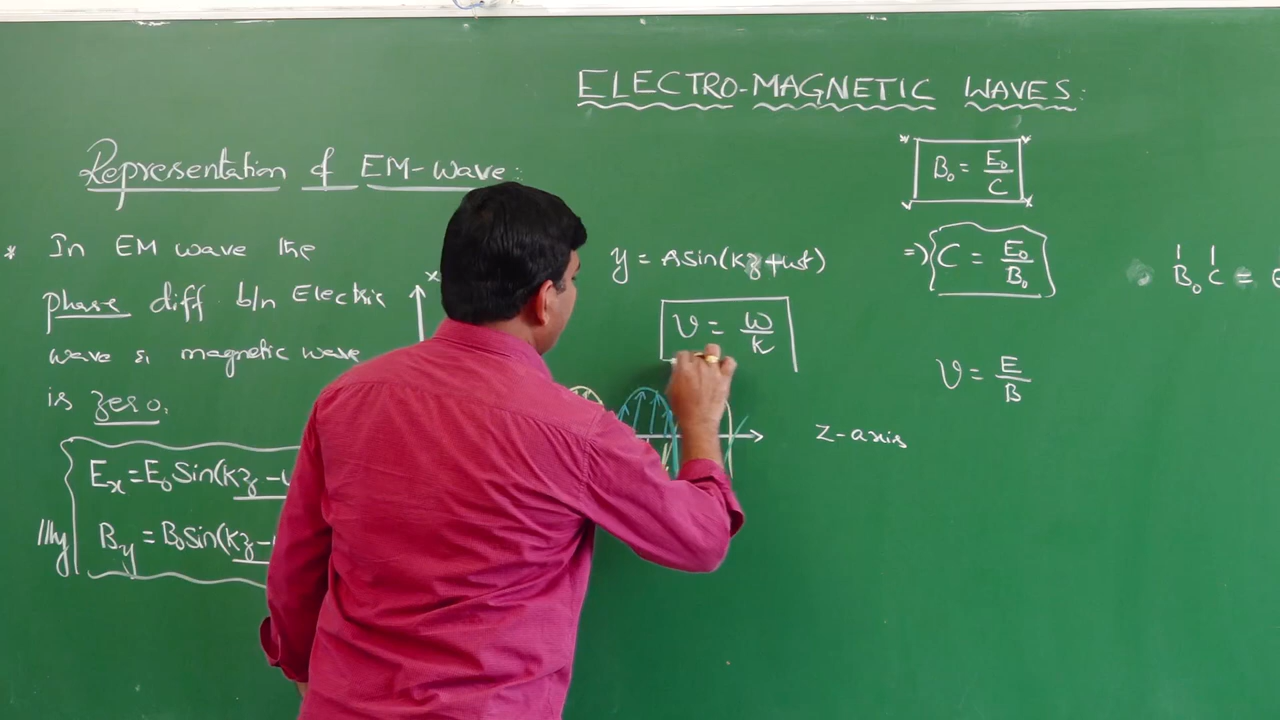 ELECTRO-MAGNETIC WAVES:
Representation of EM-Wave:
* In EM wave the
phase diff b/n Electric
wave & magnetic wave
is zero.
Ex = E₀ Sin(kz -
|||ly By = B₀ Sin(kz -
x
y = A sin(kz + ωt)
v = ω/k
Z-axis
B₀ = E₀/C
=> C = E₀/B₀
B₀ C =
v = E/B